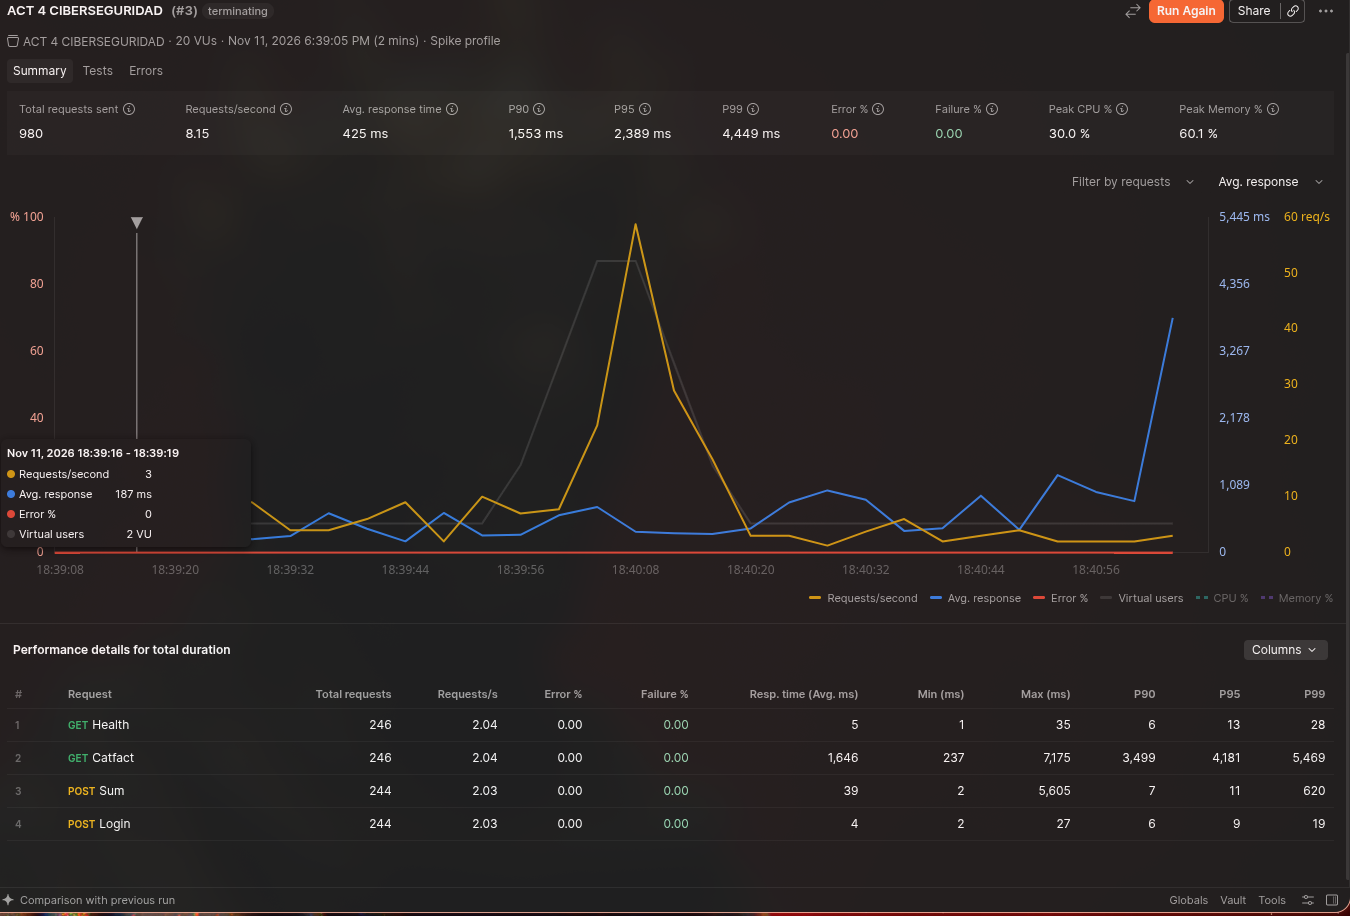 ACT 4 CIBERSEGURIDAD (#3) terminating Run Again Share
ACT 4 CIBERSEGURIDAD · 20 VUs · Nov 11, 2026 6:39:05 PM (2 mins) · Spike profile
Summary Tests Errors
Total requests sent Requests/second Avg. response time P90 P95 P99 Error % Failure % Peak CPU % Peak Memory %
980 8.15 425 ms 1,553 ms 2,389 ms 4,449 ms 0.00 0.00 30.0 % 60.1 %
Filter by requests Avg. response
% 100 5,445 ms 60 req/s
50
80 4,356
40
60 3,267
30
40 2,178
20
Nov 11, 2026 18:39:16 - 18:39:19
Requests/second 3
Avg. response 187 ms
Error % 0
Virtual users 2 VU
1,089 10
0 0 0
18:39:08 18:39:20 18:39:32 18:39:44 18:39:56 18:40:08 18:40:20 18:40:32 18:40:44 18:40:56
Requests/second Avg. response Error % Virtual users CPU % Memory %
Performance details for total duration Columns
# Request Total requests Requests/s Error % Failure % Resp. time (Avg. ms) Min (ms) Max (ms) P90 P95 P99
1 GET Health 246 2.04 0.00 0.00 5 1 35 6 13 28
2 GET Catfact 246 2.04 0.00 0.00 1,646 237 7,175 3,499 4,181 5,469
3 POST Sum 244 2.03 0.00 0.00 39 2 5,605 7 11 620
4 POST Login 244 2.03 0.00 0.00 4 2 27 6 9 19
Comparison with previous run Globals Vault Tools